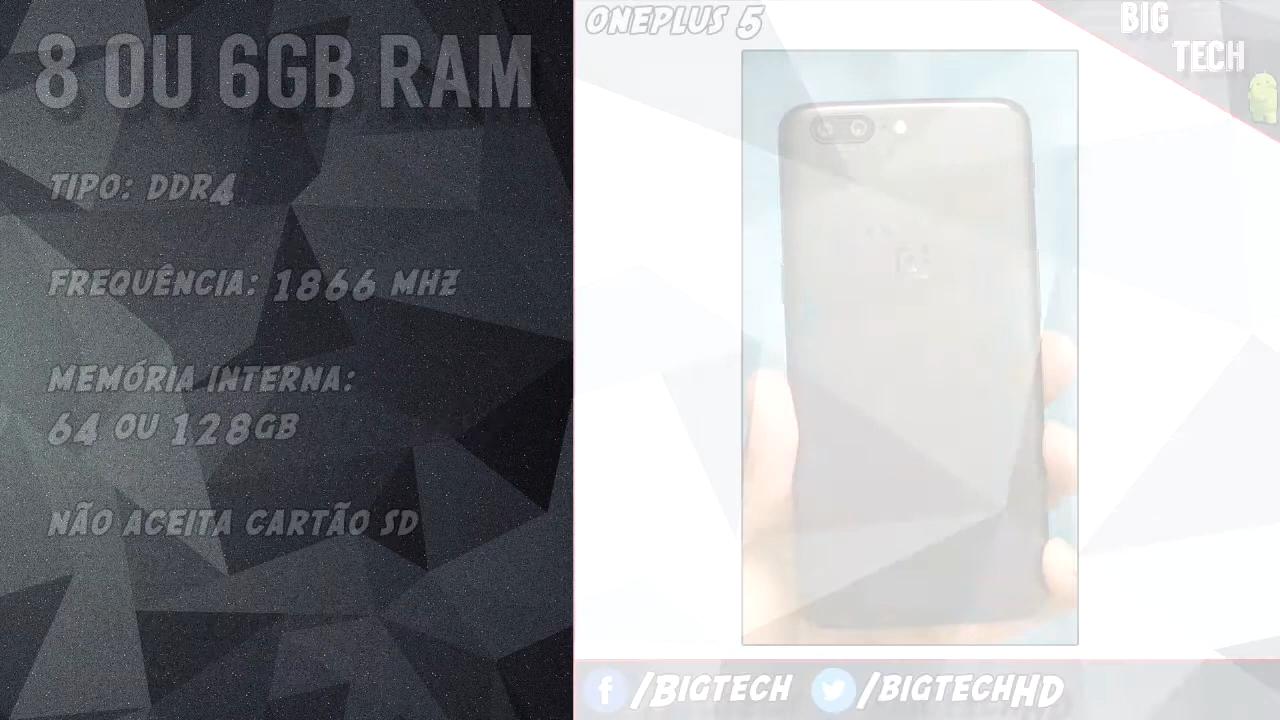 8 OU 6GB RAM
TIPO: DDR4
FREQUÊNCIA: 1866 MHZ
MEMÓRIA INTERNA:
64 OU 128GB
NÃO ACEITA CARTÃO SD
ONEPLUS 5
BIG
TECH
/BIGTECH
/BIGTECHHD